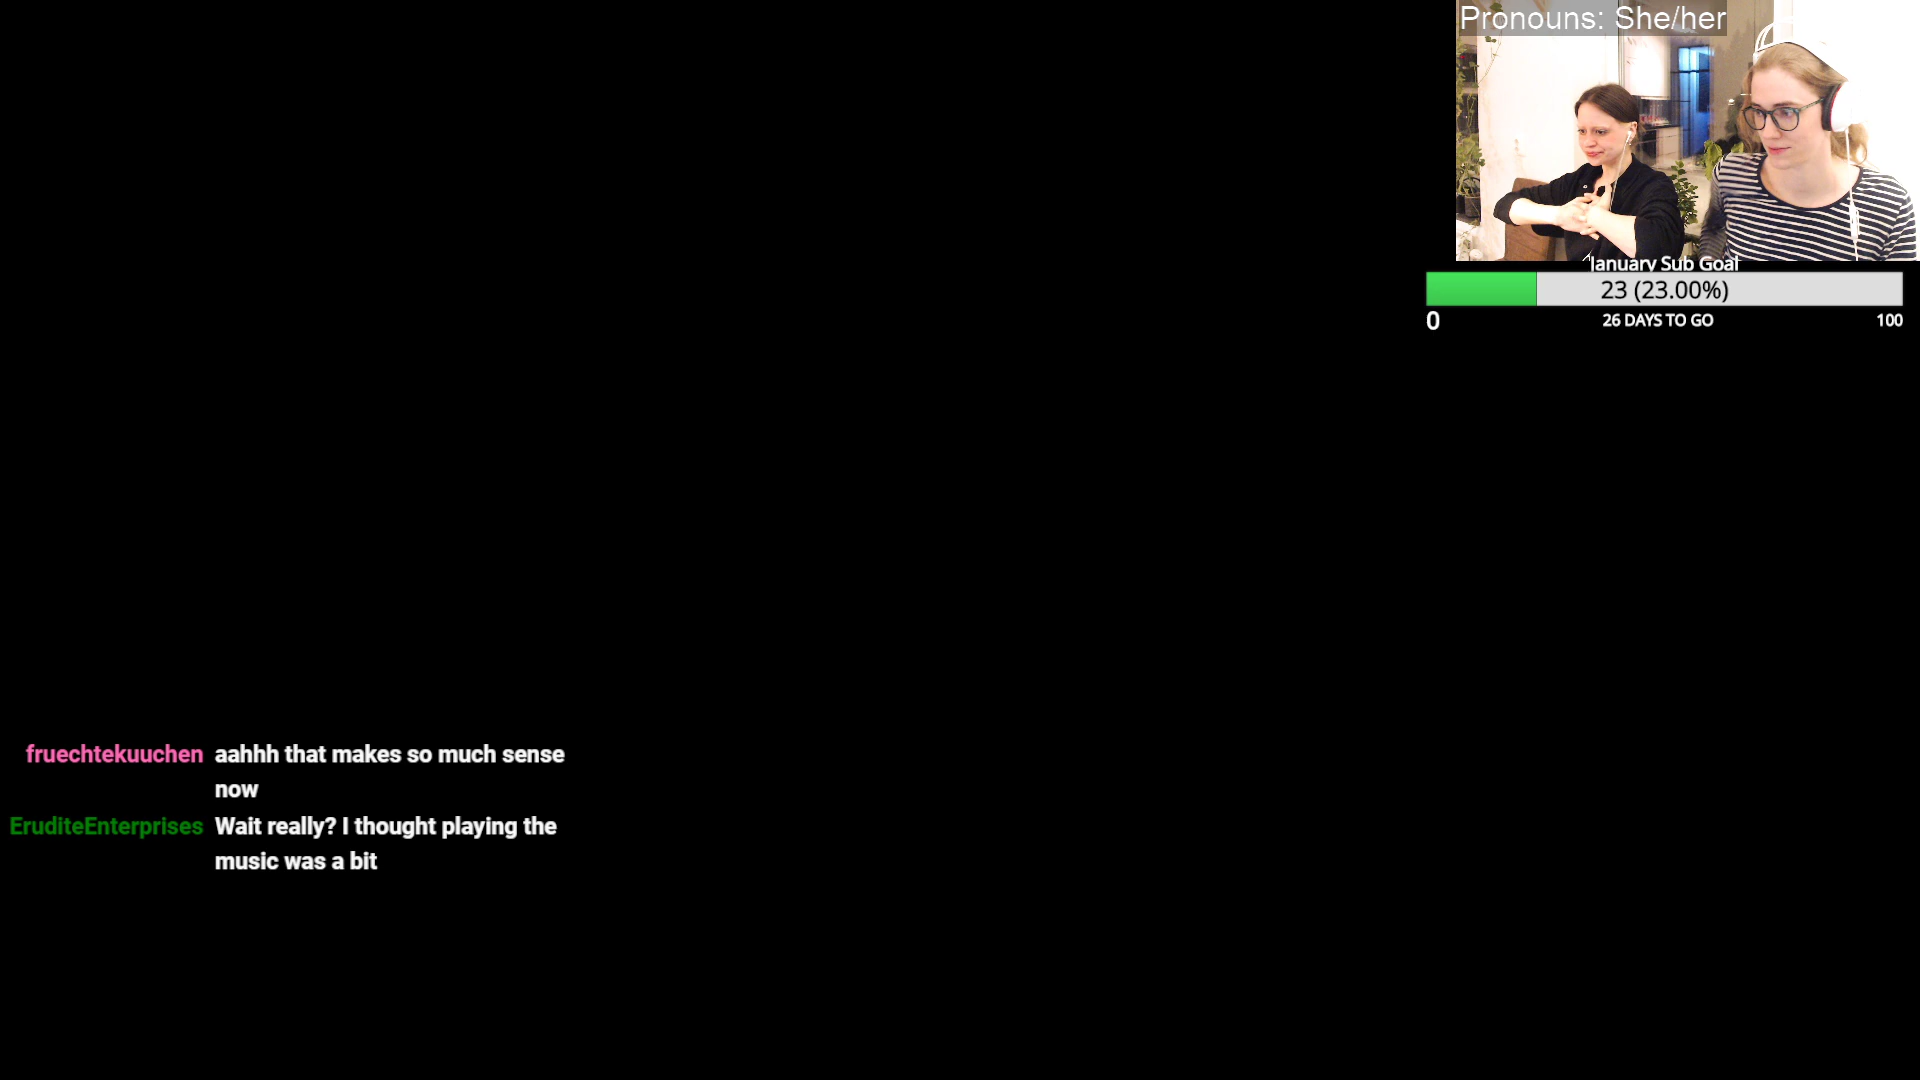 Pronouns: She/her
January Sub Goal
23 (23.00%)
0 26 DAYS TO GO 100
fruechtekuuchen aahhh that makes so much sense
now
EruditeEnterprises Wait really? I thought playing the
music was a bit